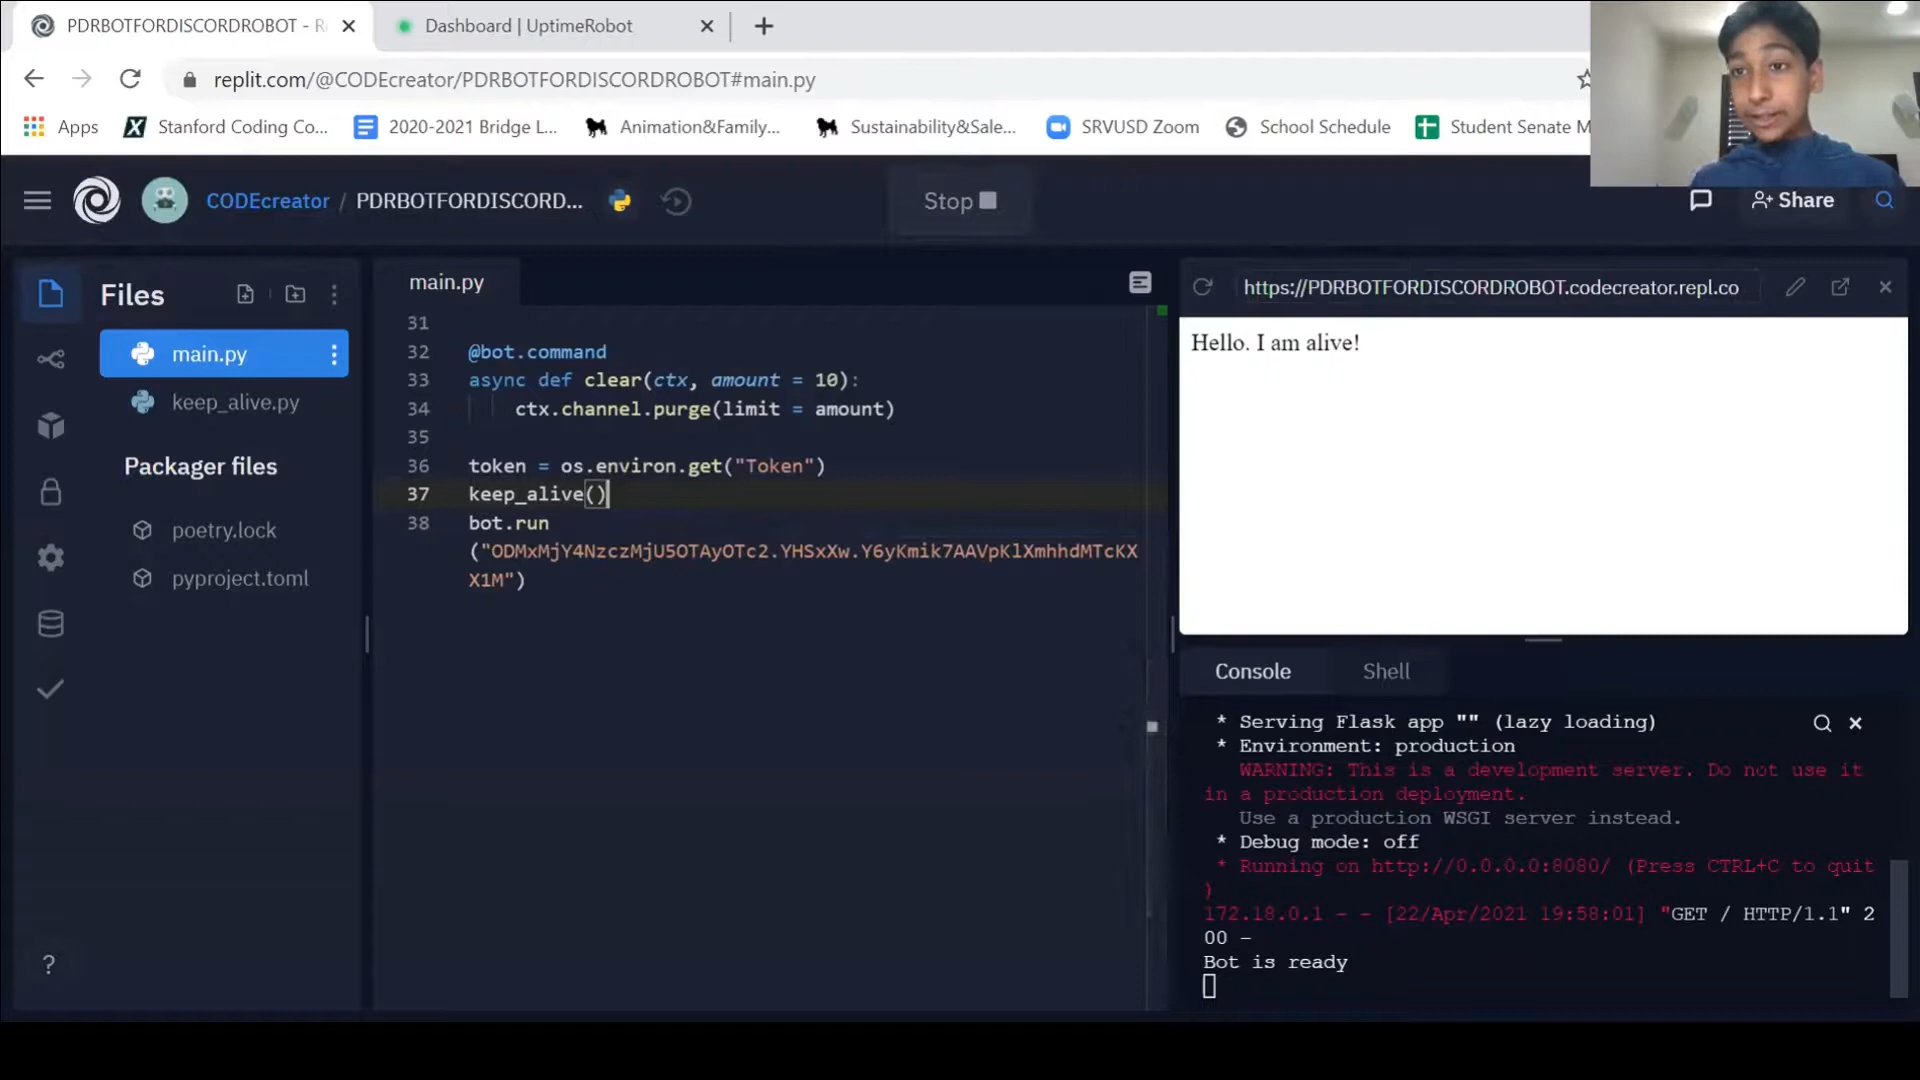 PDRBOTFORDISCORDROBOT - R
Dashboard | UptimeRobot
replit.com/@CODEcreator/PDRBOTFORDISCORDROBOT#main.py
Apps
Stanford Coding Co...
2020-2021 Bridge L...
Animation&Family,...
Sustainability&Sale...
SRVUSD Zoom
School Schedule
Student Senate M
CODEcreator / PDRBOTFORDISCORD...
Stop
Share
Files
main.py
keep_alive.py
Packager files
poetry.lock
pyproject.toml
?
main.py
31
32 @bot.command
33 async def clear(ctx, amount = 10):
34 ctx.channel.purge(limit = amount)
35
36 token = os.environ.get("Token")
37 keep_alive()
38 bot.run
("ODMxMjY4NzczMjU5OTAyOTc2.YHSxXw.Y6yKmik7AAVpKlXmhhdMTcKX
X1M")
https://PDRBOTFORDISCORDROBOT.codecreator.repl.co
Hello. I am alive!
Console
Shell
* Serving Flask app "" (lazy loading)
* Environment: production
WARNING: This is a development server. Do not use it
in a production deployment.
Use a production WSGI server instead.
* Debug mode: off
* Running on http://0.0.0.0:8080/ (Press CTRL+C to quit
)
172.18.0.1 - - [22/Apr/2021 19:58:01] "GET / HTTP/1.1" 2
00 -
Bot is ready